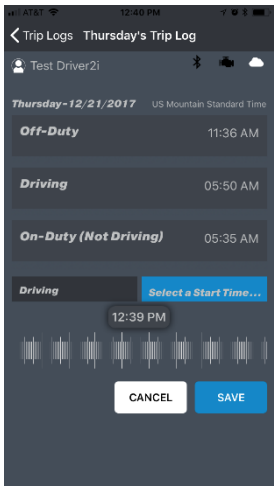 AT&T 12:40 PM
Trip Logs Thursday's Trip Log
Test Driver2i
Thursday-12/21/2017 US Mountain Standard Time
Off-Duty 11:36 AM
Driving 05:50 AM
On-Duty (Not Driving) 05:35 AM
Driving Select a Start Time...
12:39 PM
CANCEL SAVE